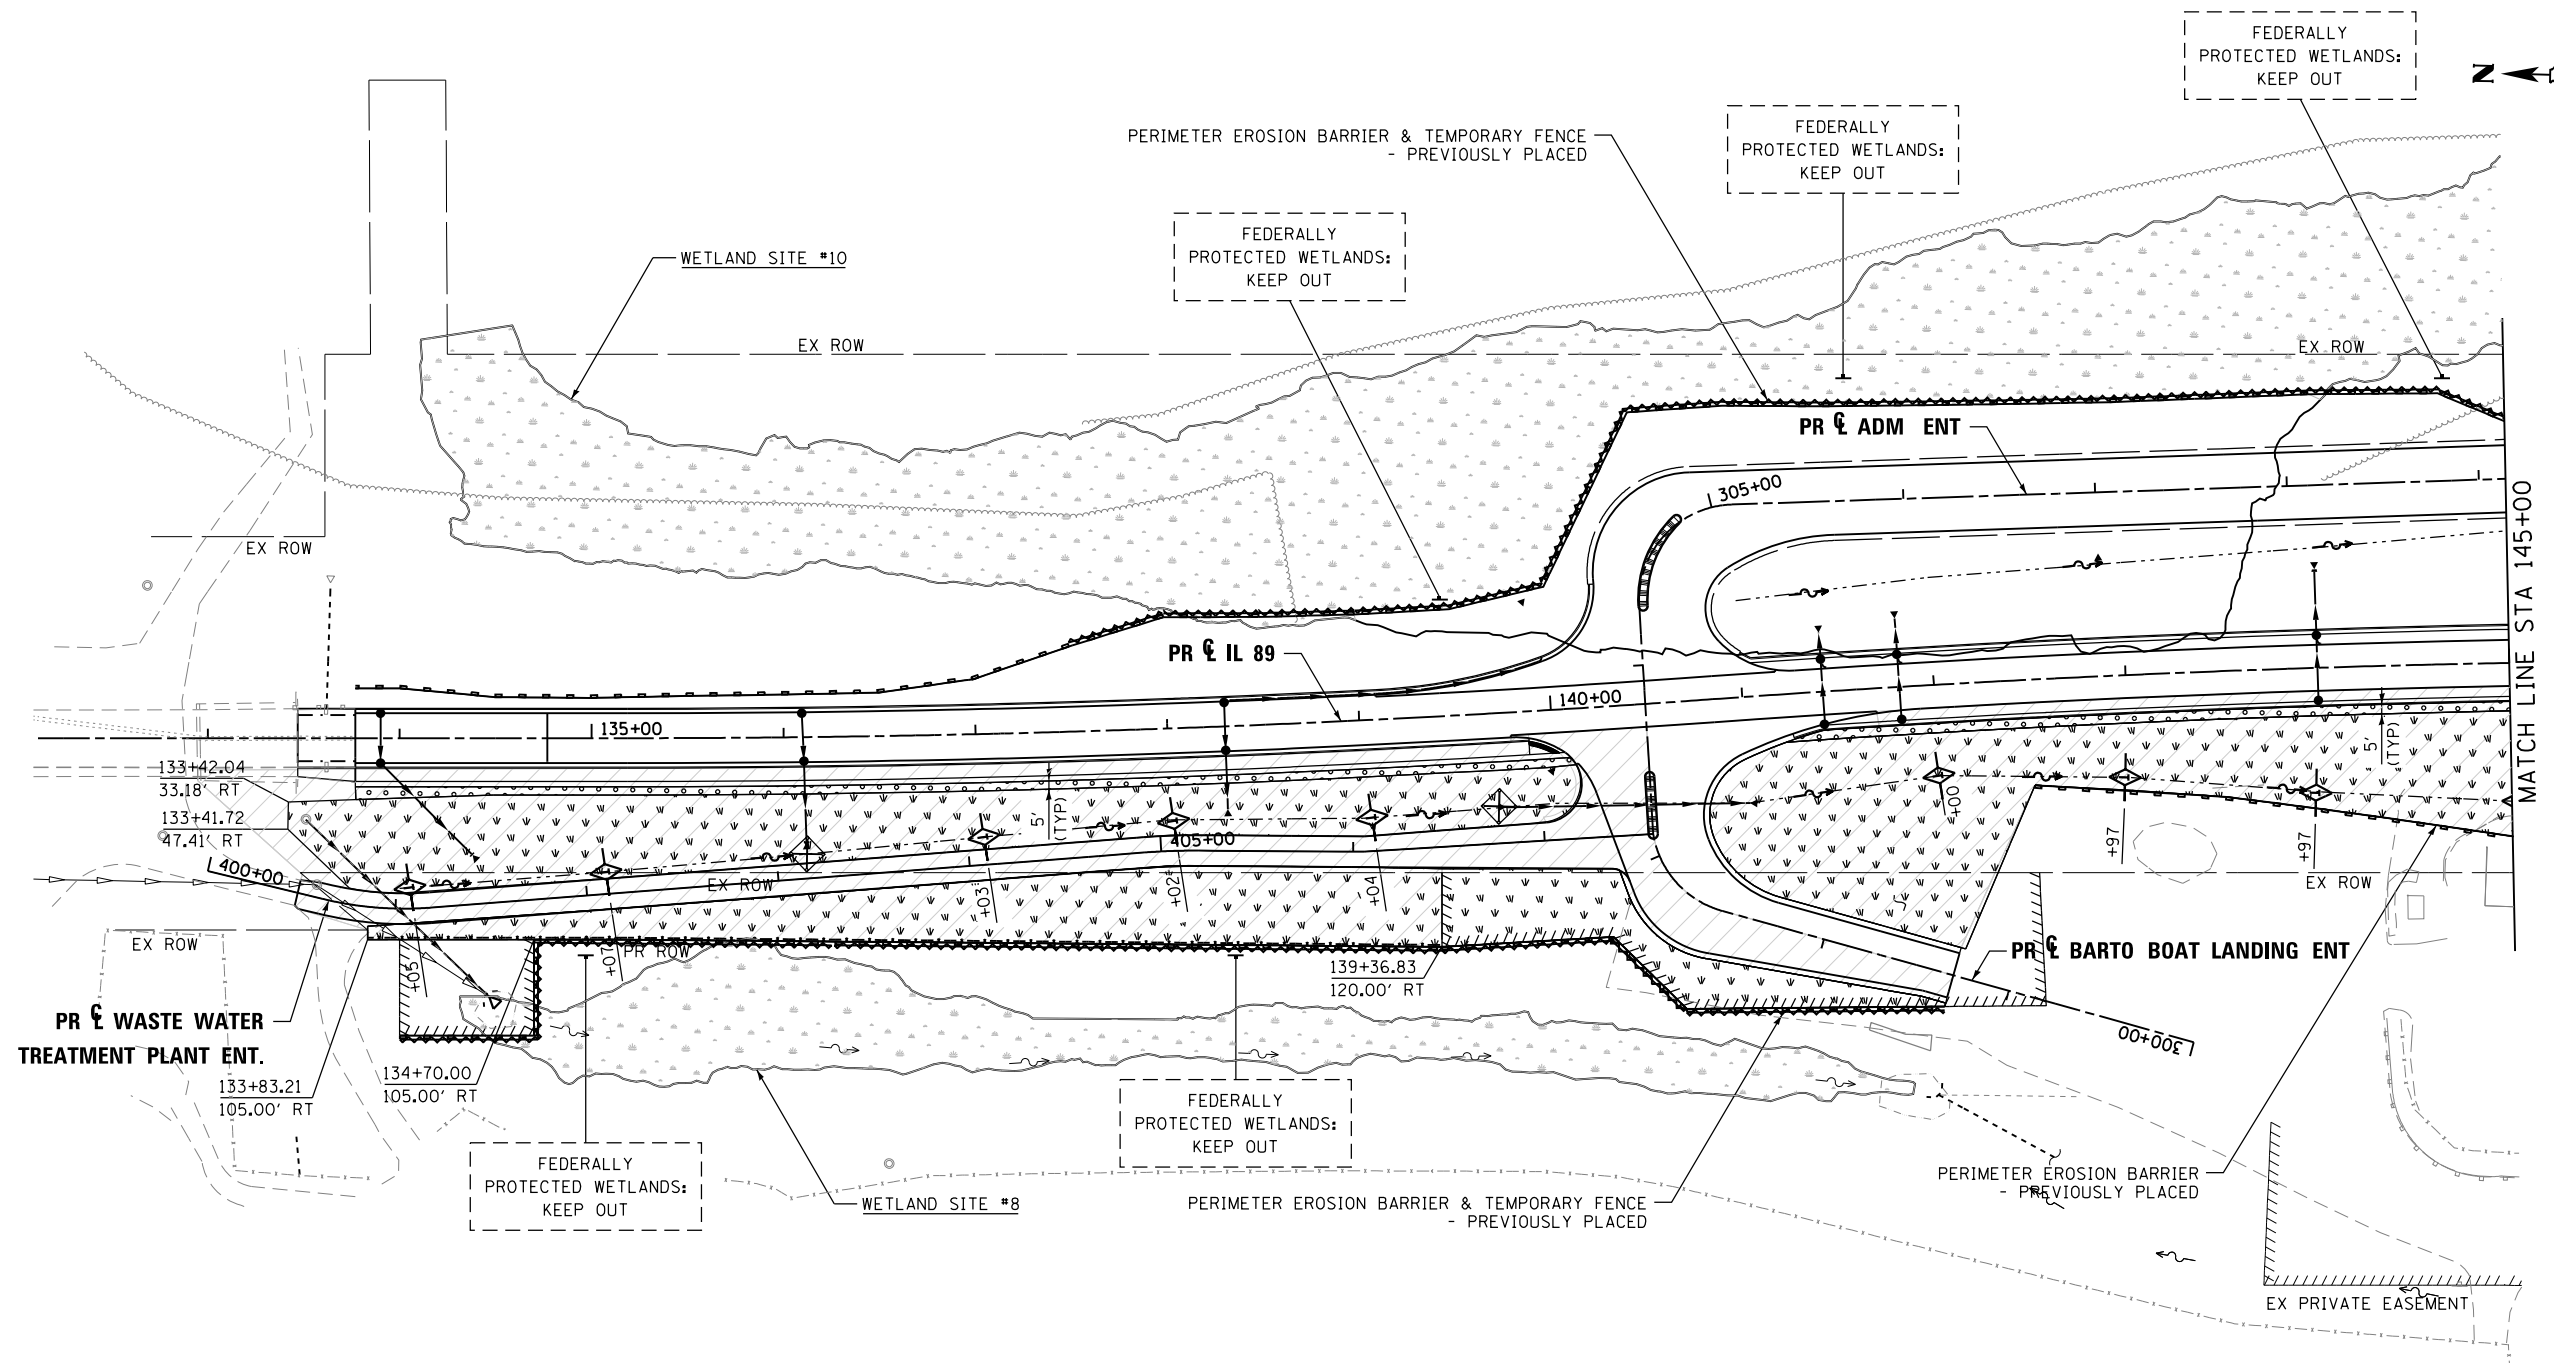 FEDERALLY
PROTECTED WETLANDS:
KEEP OUT
N
FEDERALLY
PROTECTED WETLANDS:
KEEP OUT
PERIMETER EROSION BARRIER & TEMPORARY FENCE
- PREVIOUSLY PLACED
FEDERALLY
PROTECTED WETLANDS:
KEEP OUT
WETLAND SITE #10
EX ROW
EX ROW
PR ℄ ADM ENT
305+00
EX ROW
MATCH LINE STA 145+00
PR ℄ IL 89
140+00
135+00
133+42.04
33.18' RT
133+41.72
47.41' RT
5'
(TYP)
5'
(TYP)
405+00
400+00
EX ROW
EX ROW
+00
+97
+97
+03
+02
+04
+05
+07
EX ROW
PR ROW
139+36.83
120.00' RT
PR ℄ BARTO BOAT LANDING ENT
300+00
PR ℄ WASTE WATER
TREATMENT PLANT ENT.
133+83.21
105.00' RT
134+70.00
105.00' RT
FEDERALLY
PROTECTED WETLANDS:
KEEP OUT
FEDERALLY
PROTECTED WETLANDS:
KEEP OUT
WETLAND SITE #8
PERIMETER EROSION BARRIER & TEMPORARY FENCE
- PREVIOUSLY PLACED
PERIMETER EROSION BARRIER
- PREVIOUSLY PLACED
EX PRIVATE EASEMENT